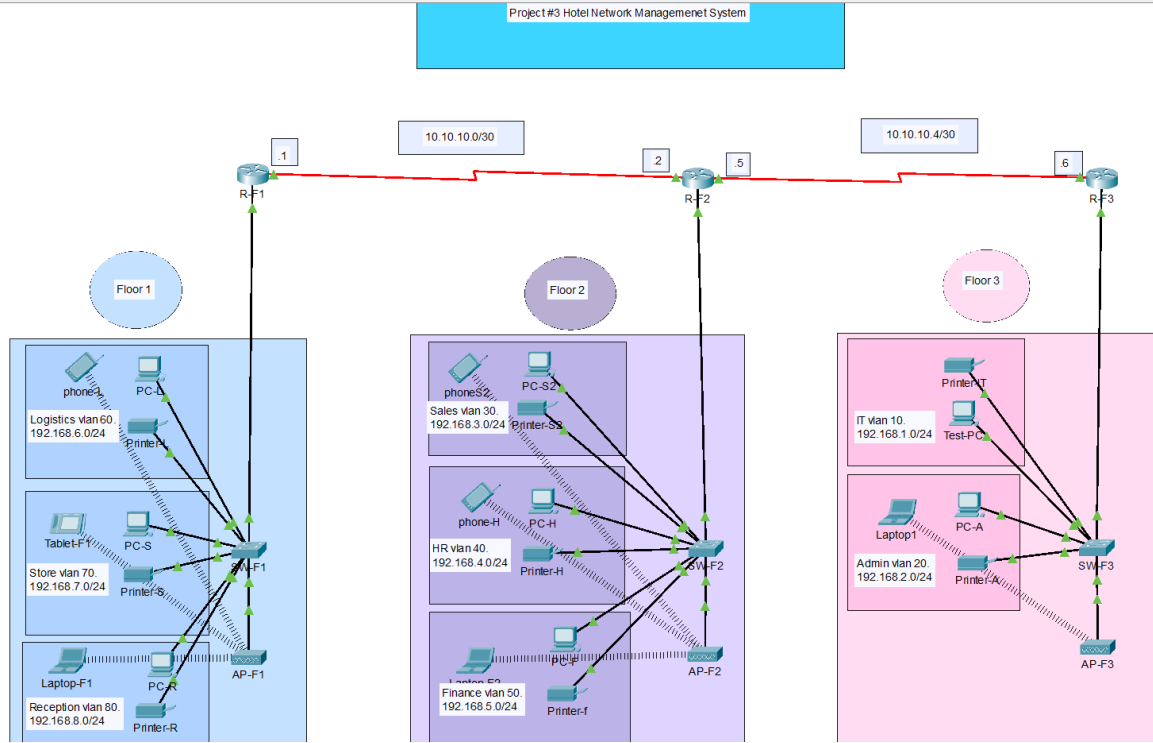 Project #3 Hotel Network Managemenet System
10.10.10.0/30
10.10.10.4/30
.1
.2
.5
.6
R-F1
R-F2
R-F3
Floor 1
Floor 2
Floor 3
phone-L
PC-L
Logistics vlan 60.
192.168.6.0/24
Printer-L
Tablet-F1
PC-S
Store vlan 70.
192.168.7.0/24
Printer-S
SW-F1
Laptop-F1
PC-R
AP-F1
Reception vlan 80.
192.168.8.0/24
Printer-R
phoneS2
PC-S2
Sales vlan 30.
192.168.3.0/24
Printer-S2
phone-H
PC-H
HR vlan 40.
192.168.4.0/24
Printer-H
SW-F2
PC-F
Laptop-F2
AP-F2
Finance vlan 50.
192.168.5.0/24
Printer-f
Printer-IT
IT vlan 10.
192.168.1.0/24
Test-PC
Laptop1
PC-A
Admin vlan 20.
192.168.2.0/24
Printer-A
SW-F3
AP-F3